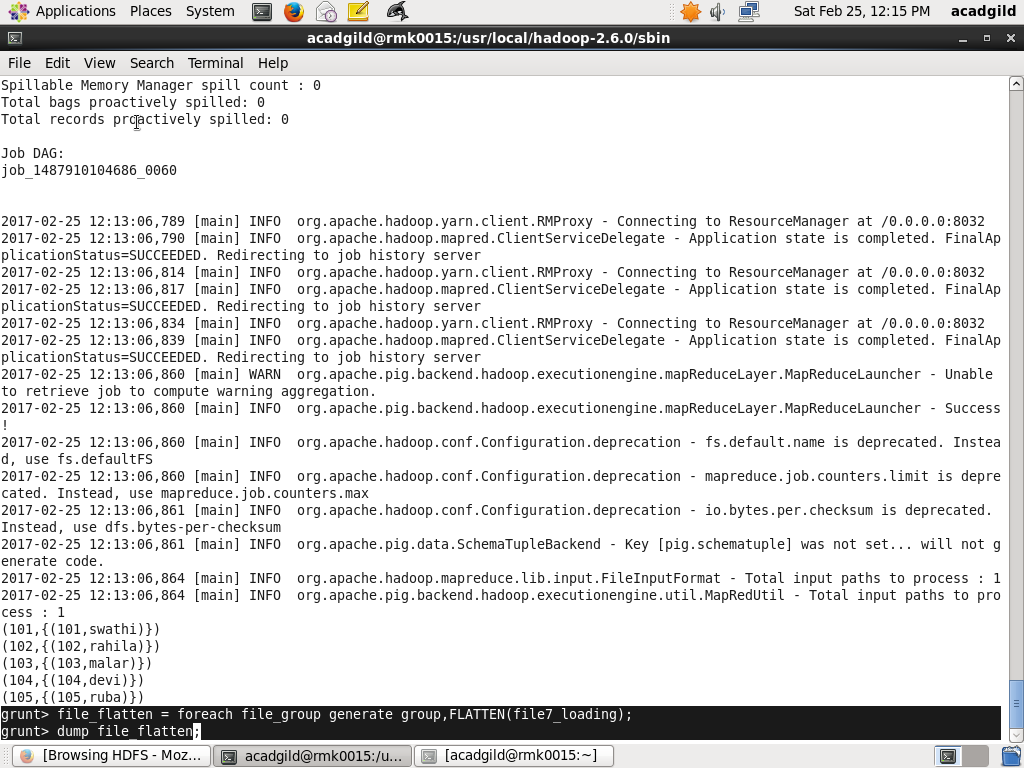 Applications Places System Sat Feb 25, 12:15 PM acadgild
acadgild@rmk0015:/usr/local/hadoop-2.6.0/sbin
File Edit View Search Terminal Help
Spillable Memory Manager spill count : 0
Total bags proactively spilled: 0
Total records proactively spilled: 0
Job DAG:
job_1487910104686_0060
2017-02-25 12:13:06,789 [main] INFO  org.apache.hadoop.yarn.client.RMProxy - Connecting to ResourceManager at /0.0.0.0:8032
2017-02-25 12:13:06,790 [main] INFO  org.apache.hadoop.mapred.ClientServiceDelegate - Application state is completed. FinalAp
plicationStatus=SUCCEEDED. Redirecting to job history server
2017-02-25 12:13:06,814 [main] INFO  org.apache.hadoop.yarn.client.RMProxy - Connecting to ResourceManager at /0.0.0.0:8032
2017-02-25 12:13:06,817 [main] INFO  org.apache.hadoop.mapred.ClientServiceDelegate - Application state is completed. FinalAp
plicationStatus=SUCCEEDED. Redirecting to job history server
2017-02-25 12:13:06,834 [main] INFO  org.apache.hadoop.yarn.client.RMProxy - Connecting to ResourceManager at /0.0.0.0:8032
2017-02-25 12:13:06,839 [main] INFO  org.apache.hadoop.mapred.ClientServiceDelegate - Application state is completed. FinalAp
plicationStatus=SUCCEEDED. Redirecting to job history server
2017-02-25 12:13:06,860 [main] WARN  org.apache.pig.backend.hadoop.executionengine.mapReduceLayer.MapReduceLauncher - Unable
to retrieve job to compute warning aggregation.
2017-02-25 12:13:06,860 [main] INFO  org.apache.pig.backend.hadoop.executionengine.mapReduceLayer.MapReduceLauncher - Success
!
2017-02-25 12:13:06,860 [main] INFO  org.apache.hadoop.conf.Configuration.deprecation - fs.default.name is deprecated. Instea
d, use fs.defaultFS
2017-02-25 12:13:06,860 [main] INFO  org.apache.hadoop.conf.Configuration.deprecation - mapreduce.job.counters.limit is depre
cated. Instead, use mapreduce.job.counters.max
2017-02-25 12:13:06,861 [main] INFO  org.apache.hadoop.conf.Configuration.deprecation - io.bytes.per.checksum is deprecated.
Instead, use dfs.bytes-per-checksum
2017-02-25 12:13:06,861 [main] INFO  org.apache.pig.data.SchemaTupleBackend - Key [pig.schematuple] was not set... will not g
enerate code.
2017-02-25 12:13:06,864 [main] INFO  org.apache.hadoop.mapreduce.lib.input.FileInputFormat - Total input paths to process : 1
2017-02-25 12:13:06,864 [main] INFO  org.apache.pig.backend.hadoop.executionengine.util.MapRedUtil - Total input paths to pro
cess : 1
(101,{(101,swathi)})
(102,{(102,rahila)})
(103,{(103,malar)})
(104,{(104,devi)})
(105,{(105,ruba)})
grunt> file_flatten = foreach file_group generate group,FLATTEN(file7_loading);
grunt> dump file_flatten;
[Browsing HDFS - Moz... acadgild@rmk0015:/u... [acadgild@rmk0015:~]